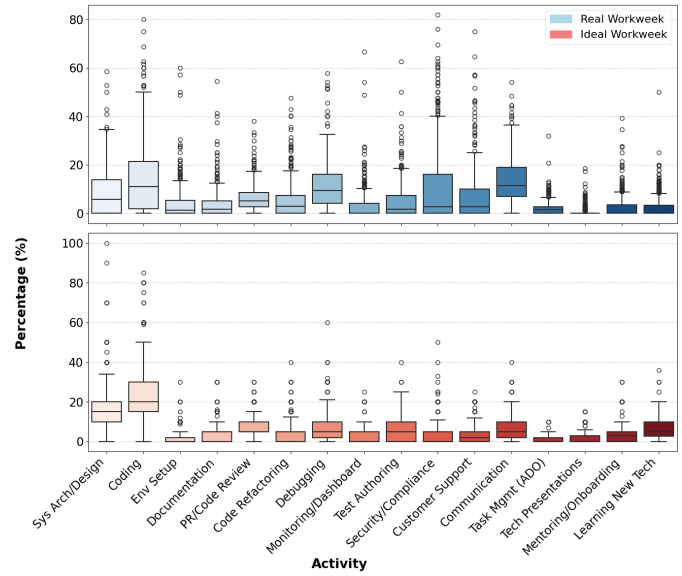 80
60
40
20
0
Real Workweek
Ideal Workweek
100
80
60
40
20
0
Percentage (%)
Sys Arch/Design
Coding
Env Setup
Documentation
PR/Code Review
Code Refactoring
Debugging
Monitoring/Dashboard
Test Authoring
Security/Compliance
Customer Support
Communication
Task Mgmt (ADO)
Tech Presentations
Mentoring/Onboarding
Learning New Tech
Activity